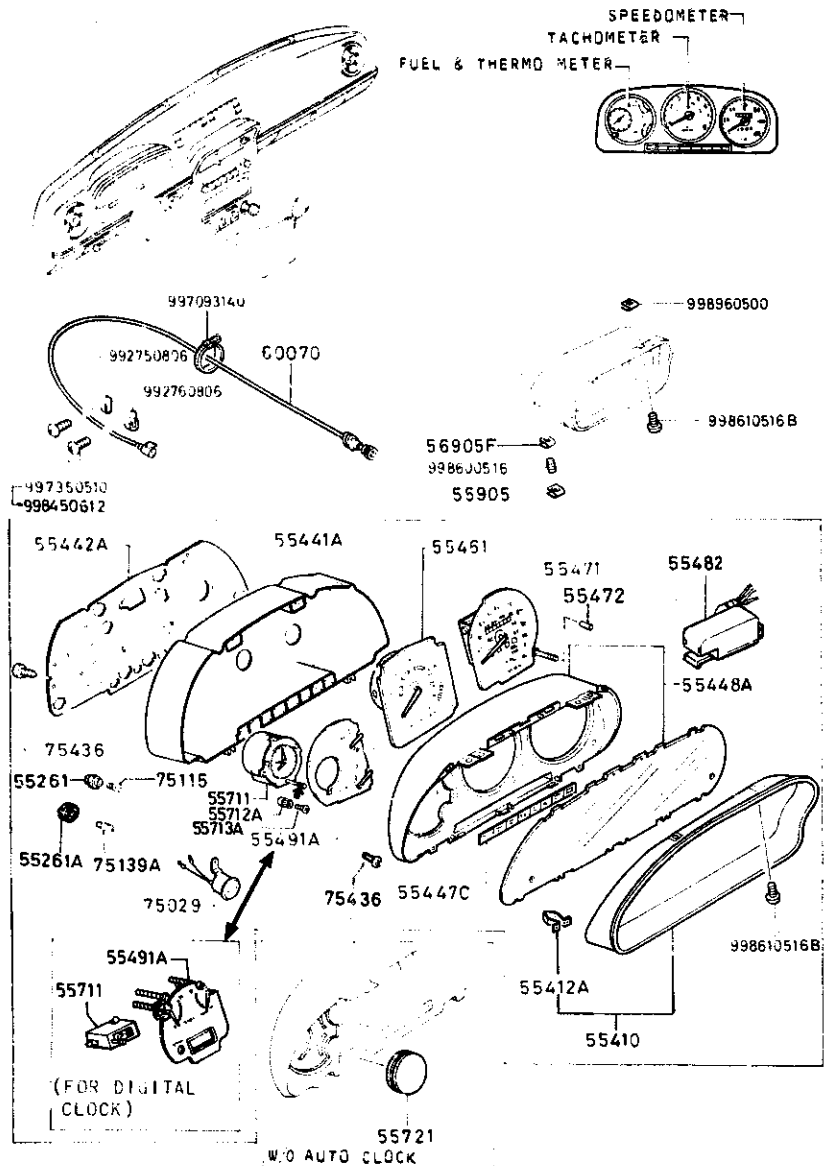 SPEEDOMETER
TACHOMETER
FUEL & THERMO METER
997093140
992750806
60070
992760806
998960500
998610516B
56905F
998600516
55905
997350510
998450612
55442A
55441A
55461
55471
55472
55482
55448A
75436
55261
75115
55711
55712A
55713A
55491A
55261A
75139A
75029
75436
55447C
998610516B
55412A
55410
55491A
55711
(FOR DIGITAL
CLOCK)
55721
W/O AUTO CLOCK